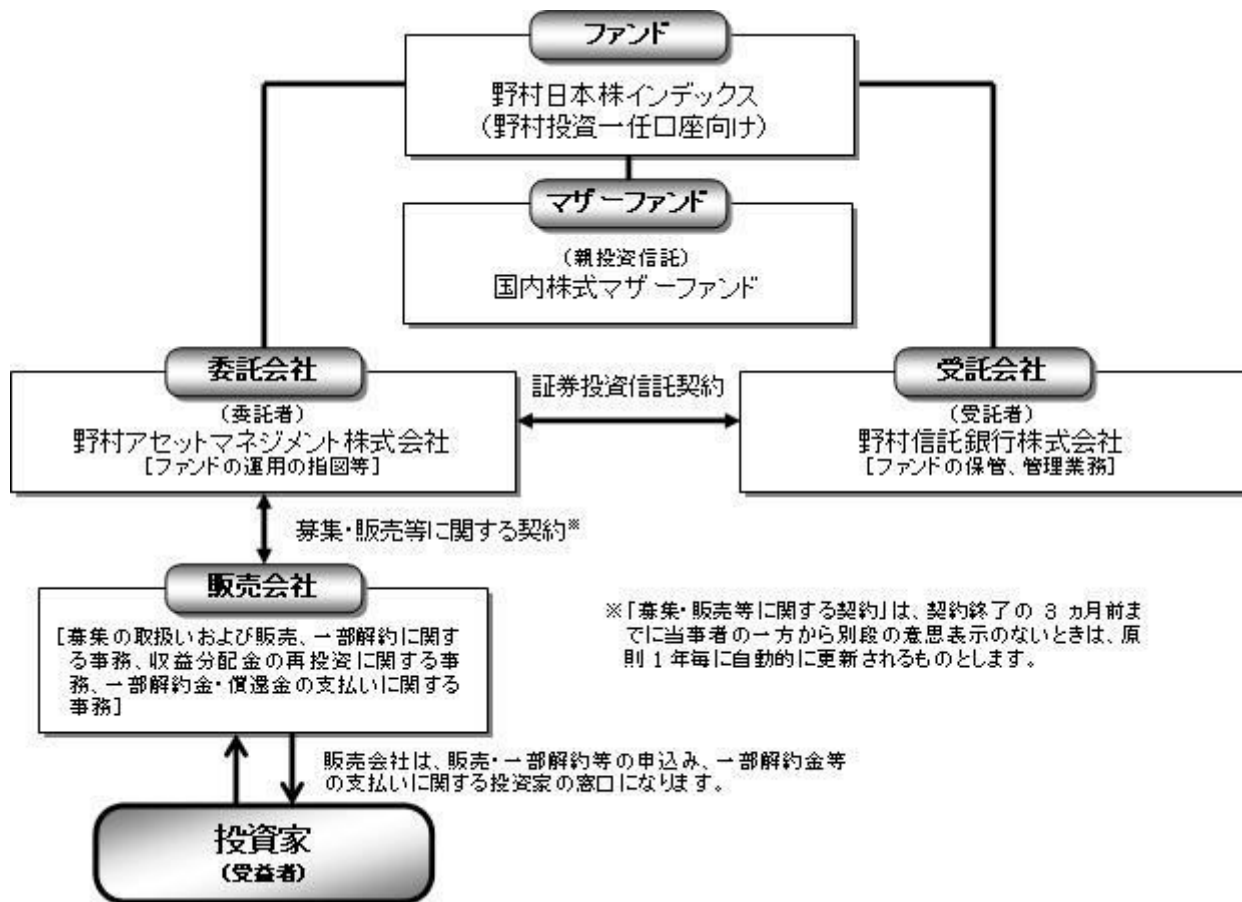 ファンド
野村日本株インデックス
(野村投資一任口座向け)
マザーファンド
(親投資信託)
国内株式マザーファンド
委託会社
(委託者)
野村アセットマネジメント株式会社
[ファンドの運用の指図等]
証券投資信託契約
受託会社
(受託者)
野村信託銀行株式会社
[ファンドの保管、管理業務]
募集・販売等に関する契約※
販売会社
[募集の取扱いおよび販売、一部解約に関す
る事務、収益分配金の再投資に関する事
務、一部解約金・償還金の支払いに関する
事務]
※「募集・販売等に関する契約」は、契約終了の 3 ヵ月前ま
でに当事者の一方から別段の意思表示のないときは、原
則 1 年毎に自動的に更新されるものとします。
販売会社は、販売・一部解約等の申込み、一部解約金等
の支払いに関する投資家の窓口になります。
投資家
(受益者)